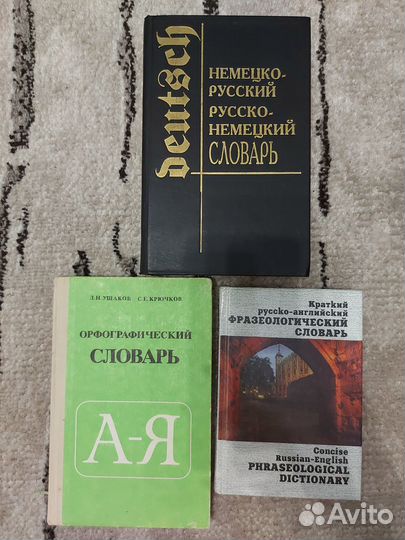 deutsch
НЕМЕЦКО-
РУССКИЙ
РУССКО-
НЕМЕЦКИЙ
СЛОВАРЬ
Д.Н. УШАКОВ С.Е. КРЮЧКОВ
ОРФОГРАФИЧЕСКИЙ
СЛОВАРЬ
А-Я
Краткий
русско-английский
ФРАЗЕОЛОГИЧЕСКИЙ
СЛОВАРЬ
Concise
Russian-English
PHRASEOLOGICAL
DICTIONARY
Avito